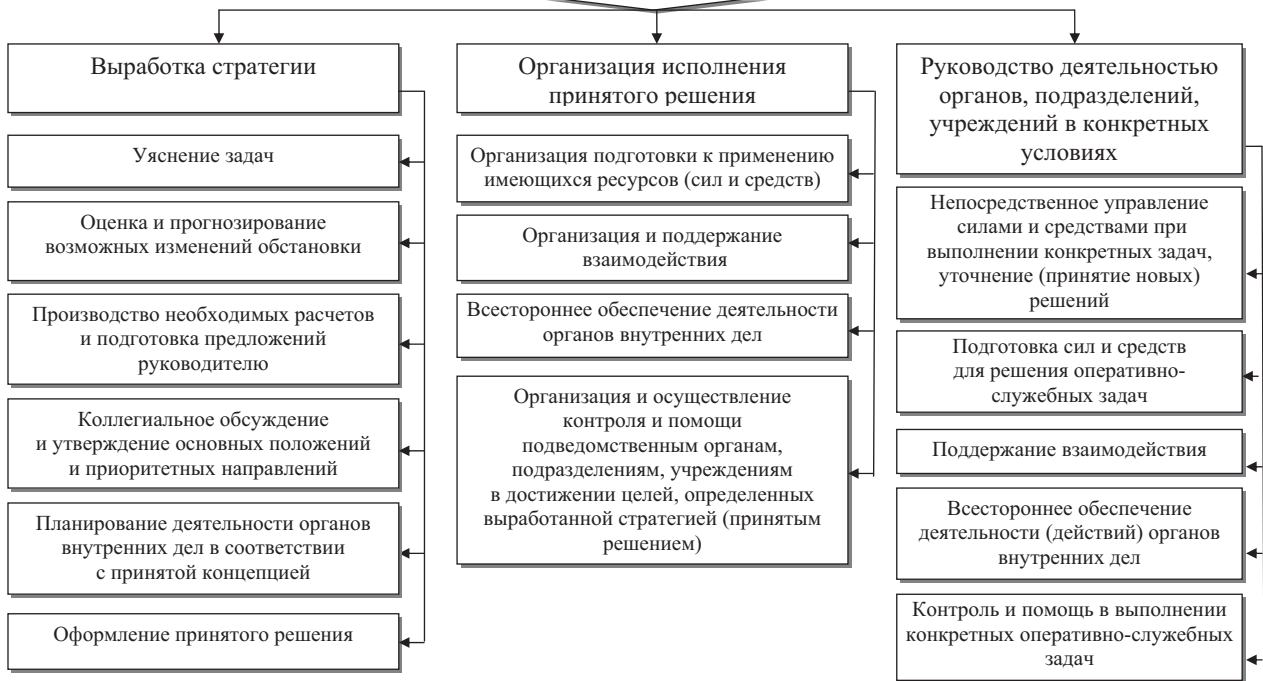 Выработка стратегии
Уяснение задач
Оценка и прогнозирование
возможных изменений обстановки
Производство необходимых расчетов
и подготовка предложений
руководителю
Коллегиальное обсуждение
и утверждение основных положений
и приоритетных направлений
Планирование деятельности органов
внутренних дел в соответствии
с принятой концепцией
Оформление принятого решения
Организация исполнения
принятого решения
Организация подготовки к применению
имеющихся ресурсов (сил и средств)
Организация и поддержание
взаимодействия
Всестороннее обеспечение деятельности
органов внутренних дел
Организация и осуществление
контроля и помощи
подведомственным органам,
подразделениям, учреждениям
в достижении целей, определенных
выработанной стратегией (принятым
решением)
Руководство деятельностью
органов, подразделений,
учреждений в конкретных
условиях
Непосредственное управление
силами и средствами при
выполнении конкретных задач,
уточнение (принятие новых)
решений
Подготовка сил и средств
для решения оперативно-
служебных задач
Поддержание взаимодействия
Всестороннее обеспечение
деятельности (действий) органов
внутренних дел
Контроль и помощь в выполнении
конкретных оперативно-служебных
задач